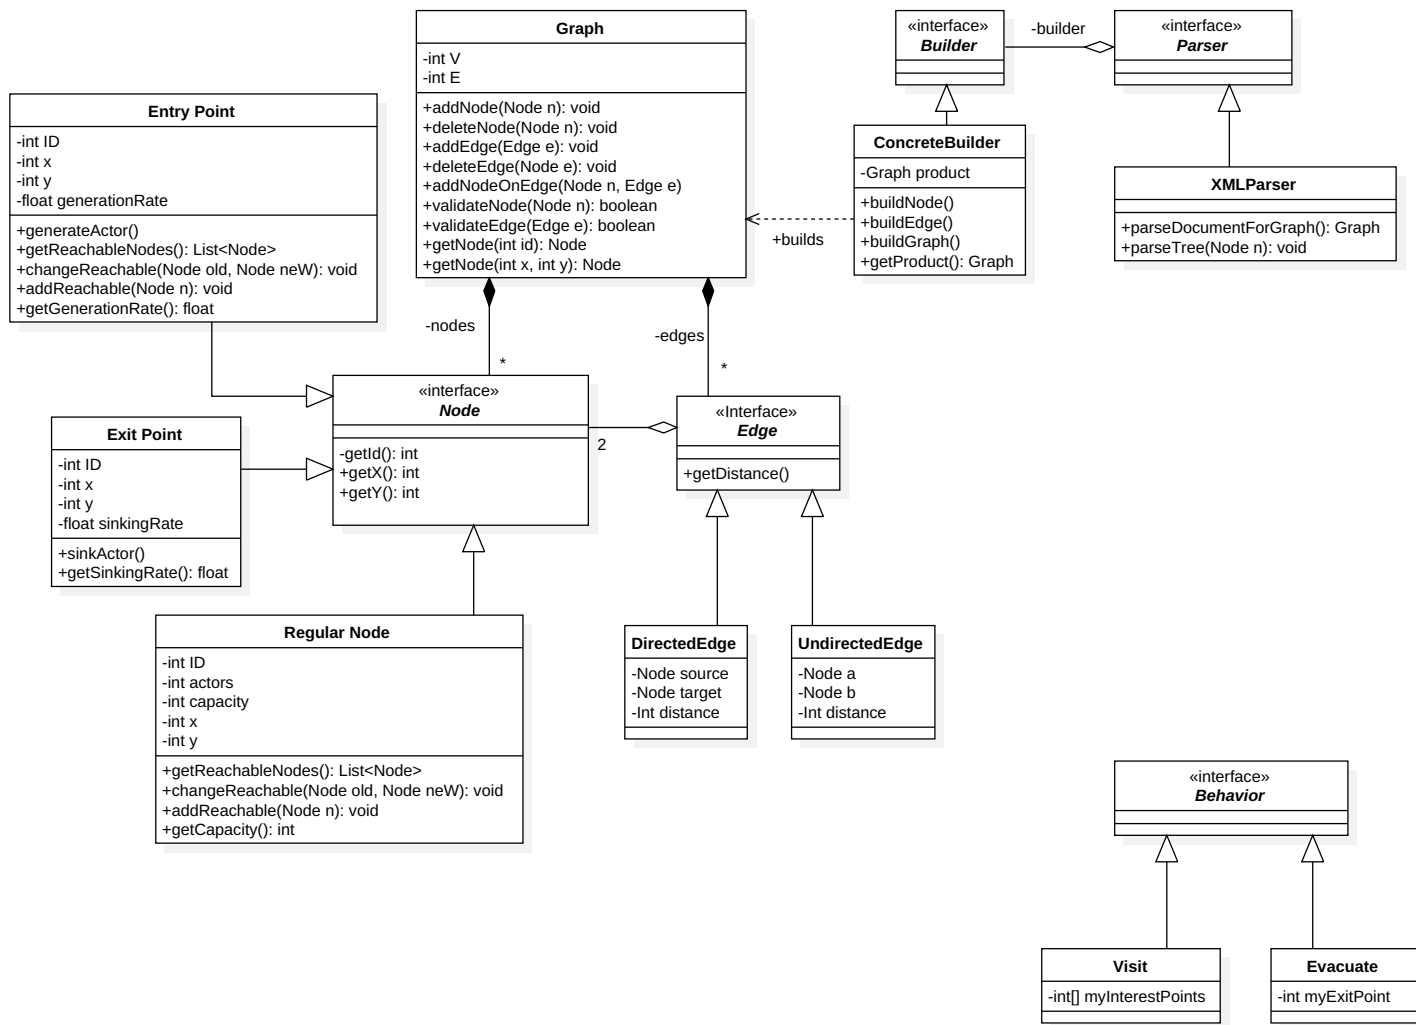 Graph
-int V
-int E
+addNode(Node n): void
+deleteNode(Node n): void
+addEdge(Edge e): void
+deleteEdge(Node e): void
+addNodeOnEdge(Node n, Edge e)
+validateNode(Node n): boolean
+validateEdge(Edge e): boolean
+getNode(int id): Node
+getNode(int x, int y): Node
«interface»
Builder
-builder
«interface»
Parser
Entry Point
-int ID
-int x
-int y
-float generationRate
+generateActor()
+getReachableNodes(): List<Node>
+changeReachable(Node old, Node neW): void
+addReachable(Node n): void
+getGenerationRate(): float
ConcreteBuilder
-Graph product
+buildNode()
+buildEdge()
+buildGraph()
+getProduct(): Graph
+builds
XMLParser
+parseDocumentForGraph(): Graph
+parseTree(Node n): void
-nodes
*
-edges
*
«interface»
Node
-getId(): int
+getX(): int
+getY(): int
2
«Interface»
Edge
+getDistance()
Exit Point
-int ID
-int x
-int y
-float sinkingRate
+sinkActor()
+getSinkingRate(): float
Regular Node
-int ID
-int actors
-int capacity
-int x
-int y
+getReachableNodes(): List<Node>
+changeReachable(Node old, Node neW): void
+addReachable(Node n): void
+getCapacity(): int
DirectedEdge
-Node source
-Node target
-Int distance
UndirectedEdge
-Node a
-Node b
-Int distance
«interface»
Behavior
Visit
-int[] myInterestPoints
Evacuate
-int myExitPoint